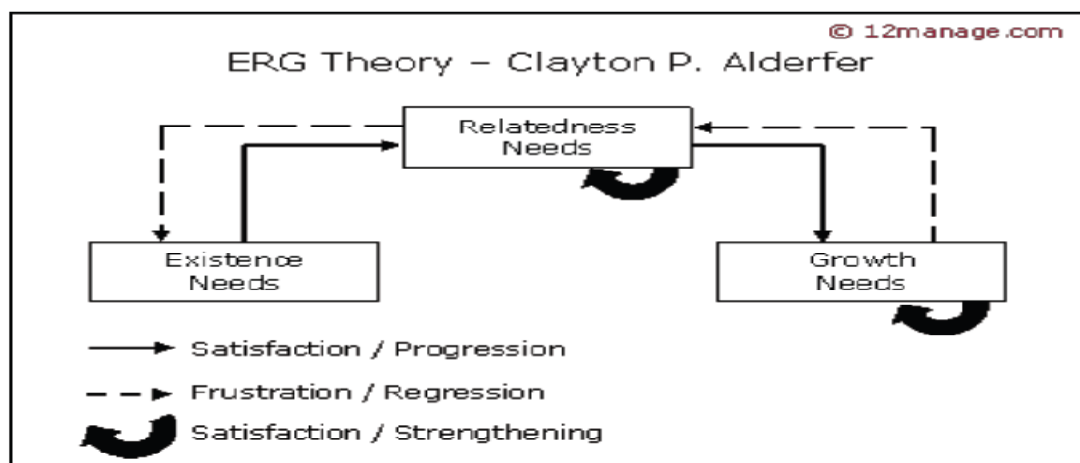 © 12manage.com
ERG Theory – Clayton P. Alderfer
Relatedness
Needs
Existence
Needs
Growth
Needs
Satisfaction / Progression
Frustration / Regression
Satisfaction / Strengthening